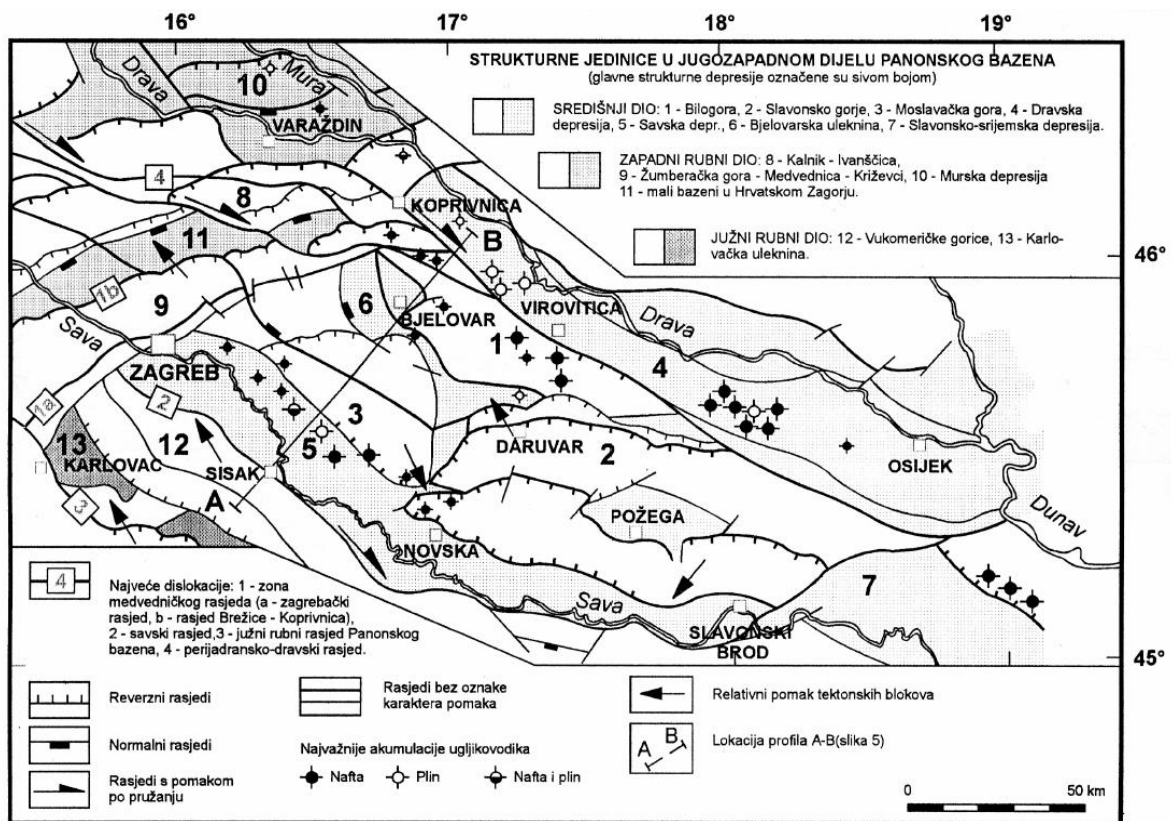 16°
17°
18°
19°
STRUKTURNE JEDINICE U JUGOZAPADNOM DIJELU PANONSKOG BAZENA
(glavne strukturne depresije označene su sivom bojom)
SREDIŠNJI DIO: 1 - Bilogora, 2 - Slavonsko gorje, 3 - Moslavačka gora, 4 - Dravska
depresija, 5 - Savska depr., 6 - Bjelovarska uleknina, 7 - Slavonsko-srijemska depresija.
ZAPADNI RUBNI DIO: 8 - Kalnik - Ivanščica,
9 - Žumberačka gora - Medvednica - Križevci, 10 - Murska depresija
11 - mali bazeni u Hrvatskom Zagorju.
JUŽNI RUBNI DIO: 12 - Vukomeričke gorice, 13 - Karlo-
vačka uleknina.
Drava
10
Mura
VARAŽDIN
4
8
KOPRIVNICA
B
11
46°
1b
9
6
BJELOVAR
1
VIROVITICA
Drava
Sava
ZAGREB
4
1a
2
3
13
12
5
KARLOVAC
SISAK
DARUVAR
2
OSIJEK
A
3
POŽEGA
Dunav
NOVSKA
7
Sava
SLAVONSKI
BROD
45°
4
Najveće dislokacije: 1 - zona
medvedničkog rasjeda (a - zagrebački
rasjed, b - rasjed Brežice - Koprivnica),
2 - savski rasjed,3 - južni rubni rasjed Panonskog
bazena, 4 - perijadransko-dravski rasjed.
Reverzni rasjedi
Rasjedi bez oznake
karaktera pomaka
Relativni pomak tektonskih blokova
Normalni rasjedi
Najvažnije akumulacije ugljikovodika
A B
Lokacija profila A-B(slika 5)
Rasjedi s pomakom
po pružanju
Nafta
Plin
Nafta i plin
0
50 km